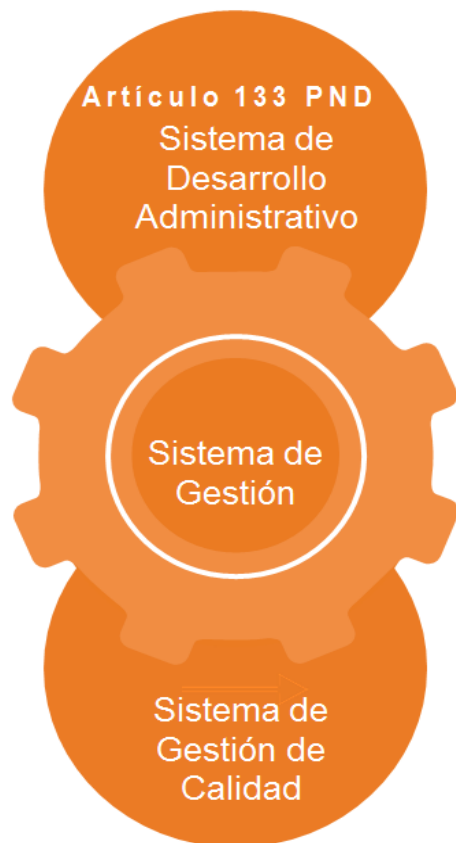 Artículo 133 PND
Sistema de
Desarrollo
Administrativo
Sistema de
Gestión
Sistema de
Gestión de
Calidad